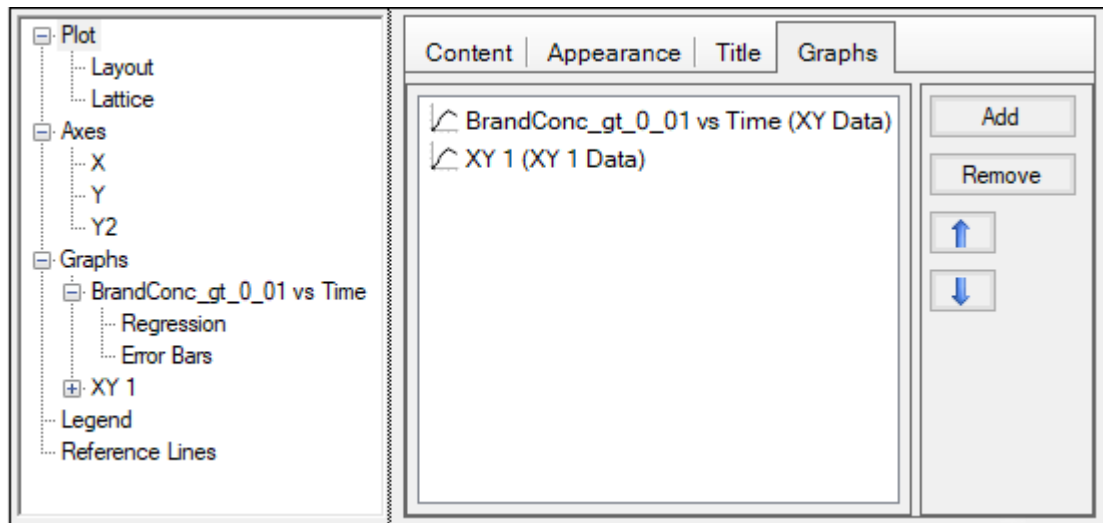 Plot
Layout
Lattice
Axes
X
Y
Y2
Graphs
BrandConc_gt_0_01 vs Time
Regression
Error Bars
XY 1
Legend
Reference Lines
Content Appearance Title Graphs
BrandConc_gt_0_01 vs Time (XY Data)
XY 1 (XY 1 Data)
Add
Remove